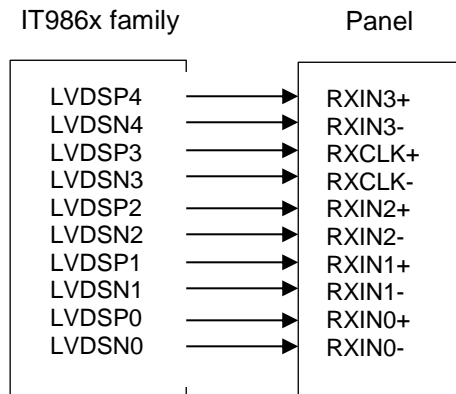 IT986x family Panel
LVDSP4 RXIN3+
LVDSN4 RXIN3-
LVDSP3 RXCLK+
LVDSN3 RXCLK-
LVDSP2 RXIN2+
LVDSN2 RXIN2-
LVDSP1 RXIN1+
LVDSN1 RXIN1-
LVDSP0 RXIN0+
LVDSN0 RXIN0-